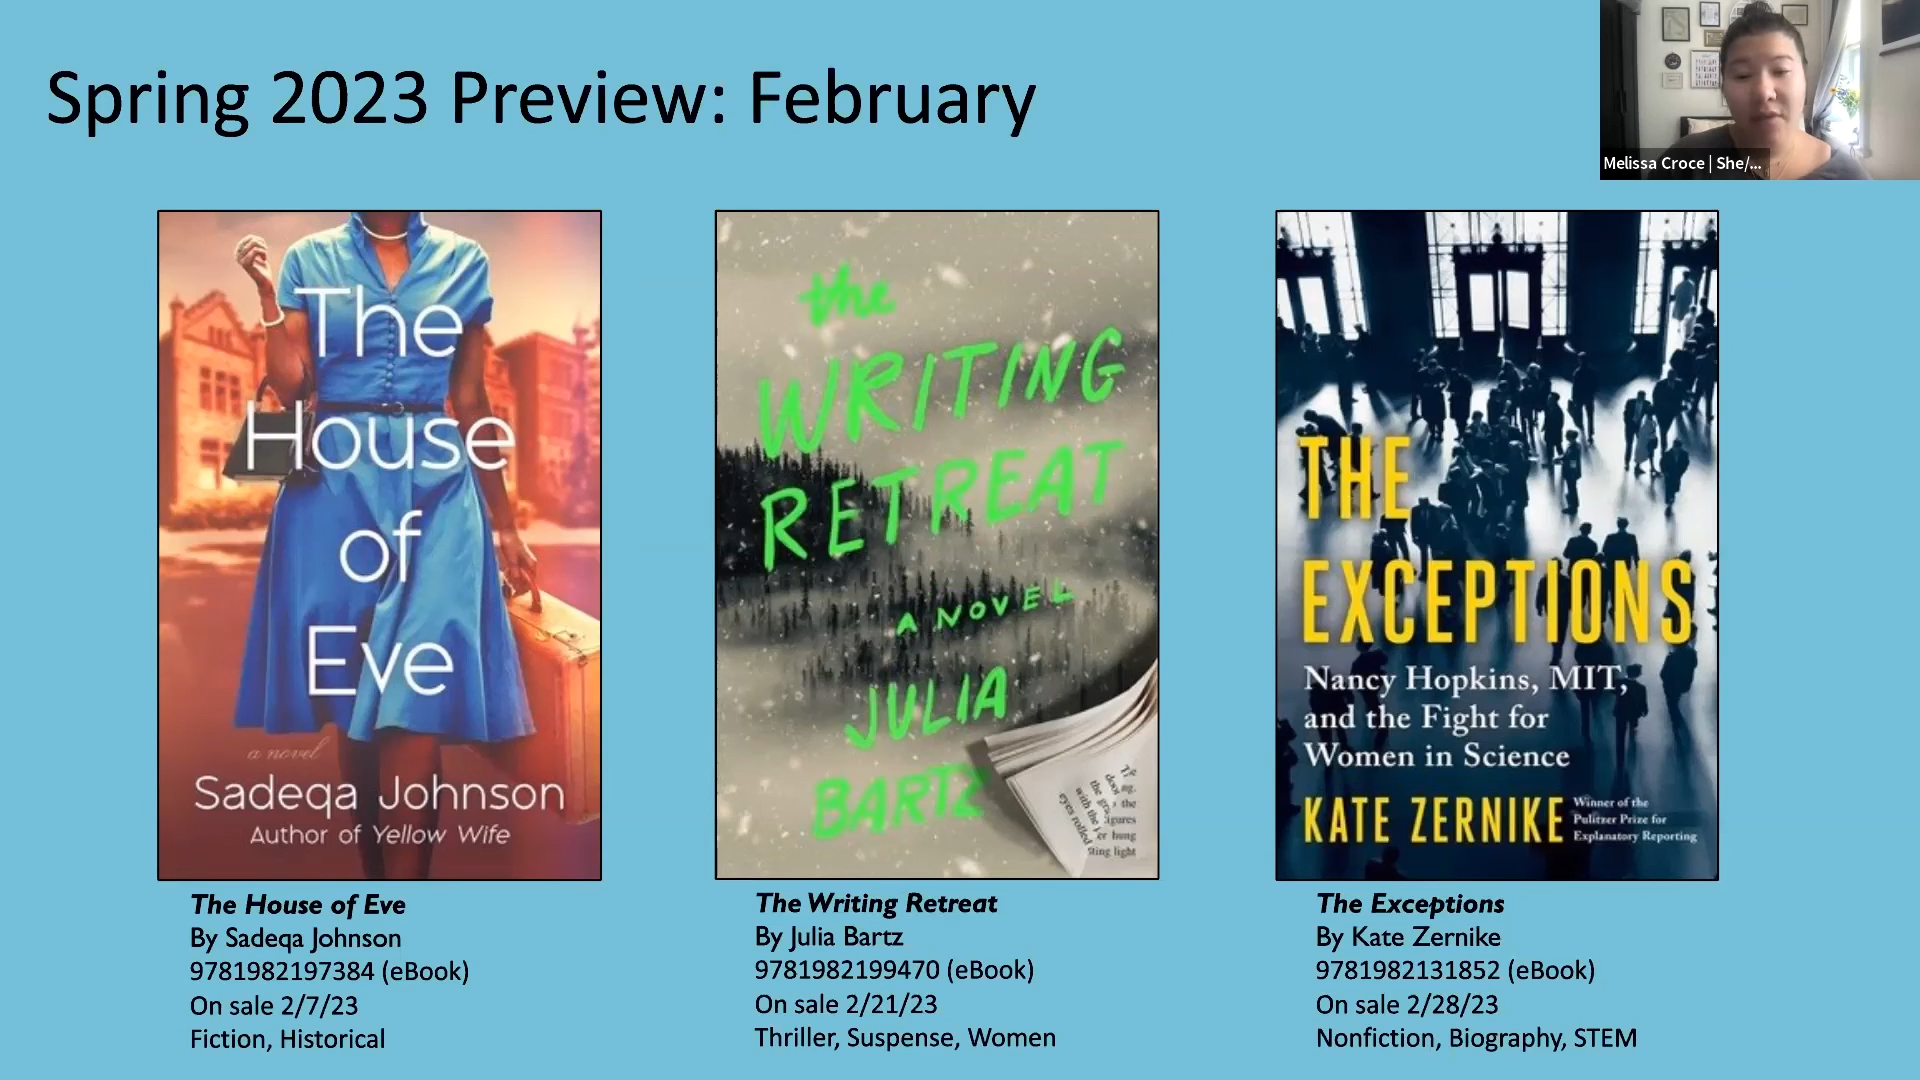 Spring 2023 Preview: February
Melissa Croce | She/...
The
House
of
Eve
a novel
Sadeqa Johnson
Author of Yellow Wife
The House of Eve
By Sadeqa Johnson
9781982197384 (eBook)
On sale 2/7/23
Fiction, Historical
the
WRITING
RETREAT
A NOVEL
JULIA
BARTZ
The Writing Retreat
By Julia Bartz
9781982199470 (eBook)
On sale 2/21/23
Thriller, Suspense, Women
THE
EXCEPTIONS
Nancy Hopkins, MIT,
and the Fight for
Women in Science
KATE ZERNIKE
Winner of the
Pulitzer Prize for
Explanatory Reporting
The Exceptions
By Kate Zernike
9781982131852 (eBook)
On sale 2/28/23
Nonfiction, Biography, STEM